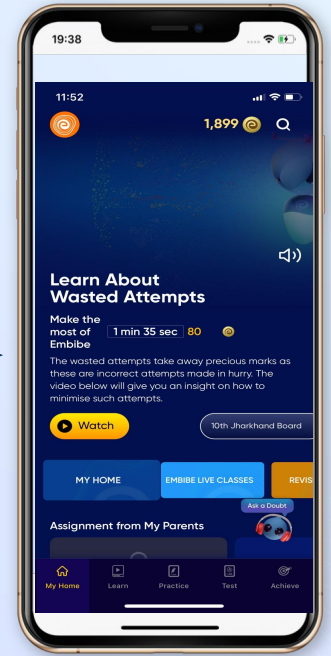 19:38
11:52
1,899
Learn About
Wasted Attempts
Make the
most of
Embibe
1 min 35 sec 80
The wasted attempts take away precious marks as
these are incorrect attempts made in hurry. The
video below will give you an insight on how to
minimise such attempts.
Watch
10th Jharkhand Board
MY HOME
EMBIBE LIVE CLASSES
REVIS
Ask a Doubt
Assignment from My Parents
My Home
Learn
Practice
Test
Achieve